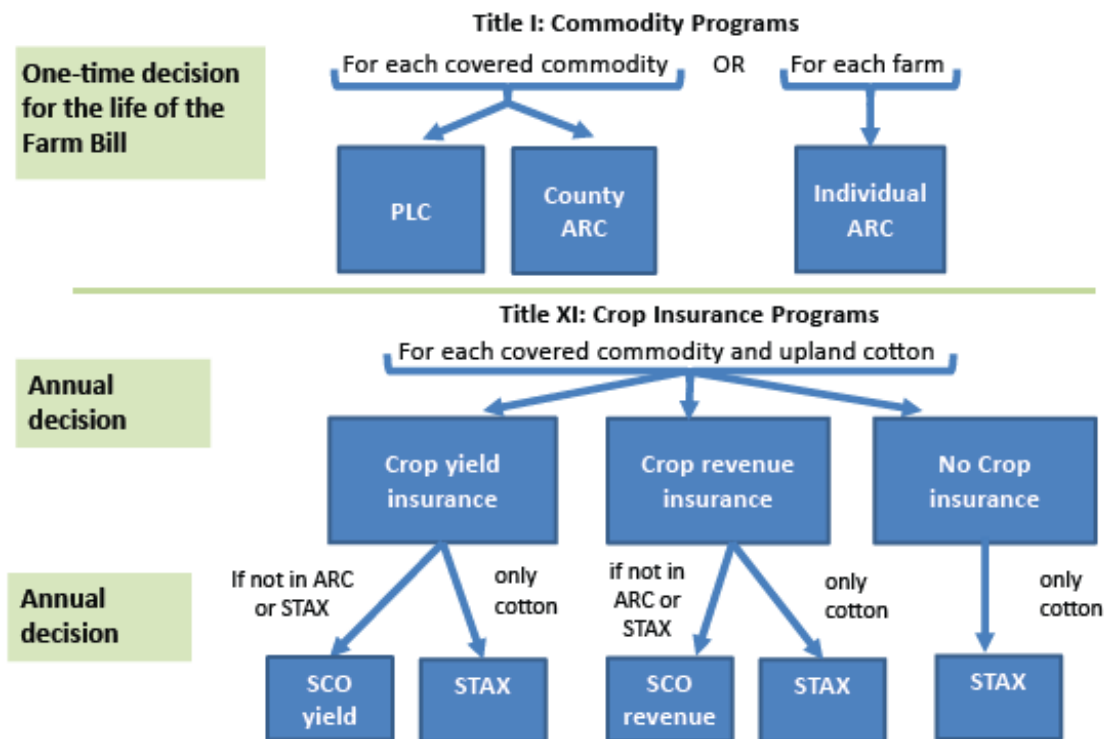 Title I: Commodity Programs
One-time decision
for the life of the
Farm Bill
For each covered commodity
OR
For each farm
PLC
County
ARC
Individual
ARC
Title XI: Crop Insurance Programs
For each covered commodity and upland cotton
Annual
decision
Crop yield
insurance
Crop revenue
insurance
No Crop
insurance
Annual
decision
If not in ARC
or STAX
only
cotton
if not in
ARC or
STAX
only
cotton
only
cotton
SCO
yield
STAX
SCO
revenue
STAX
STAX